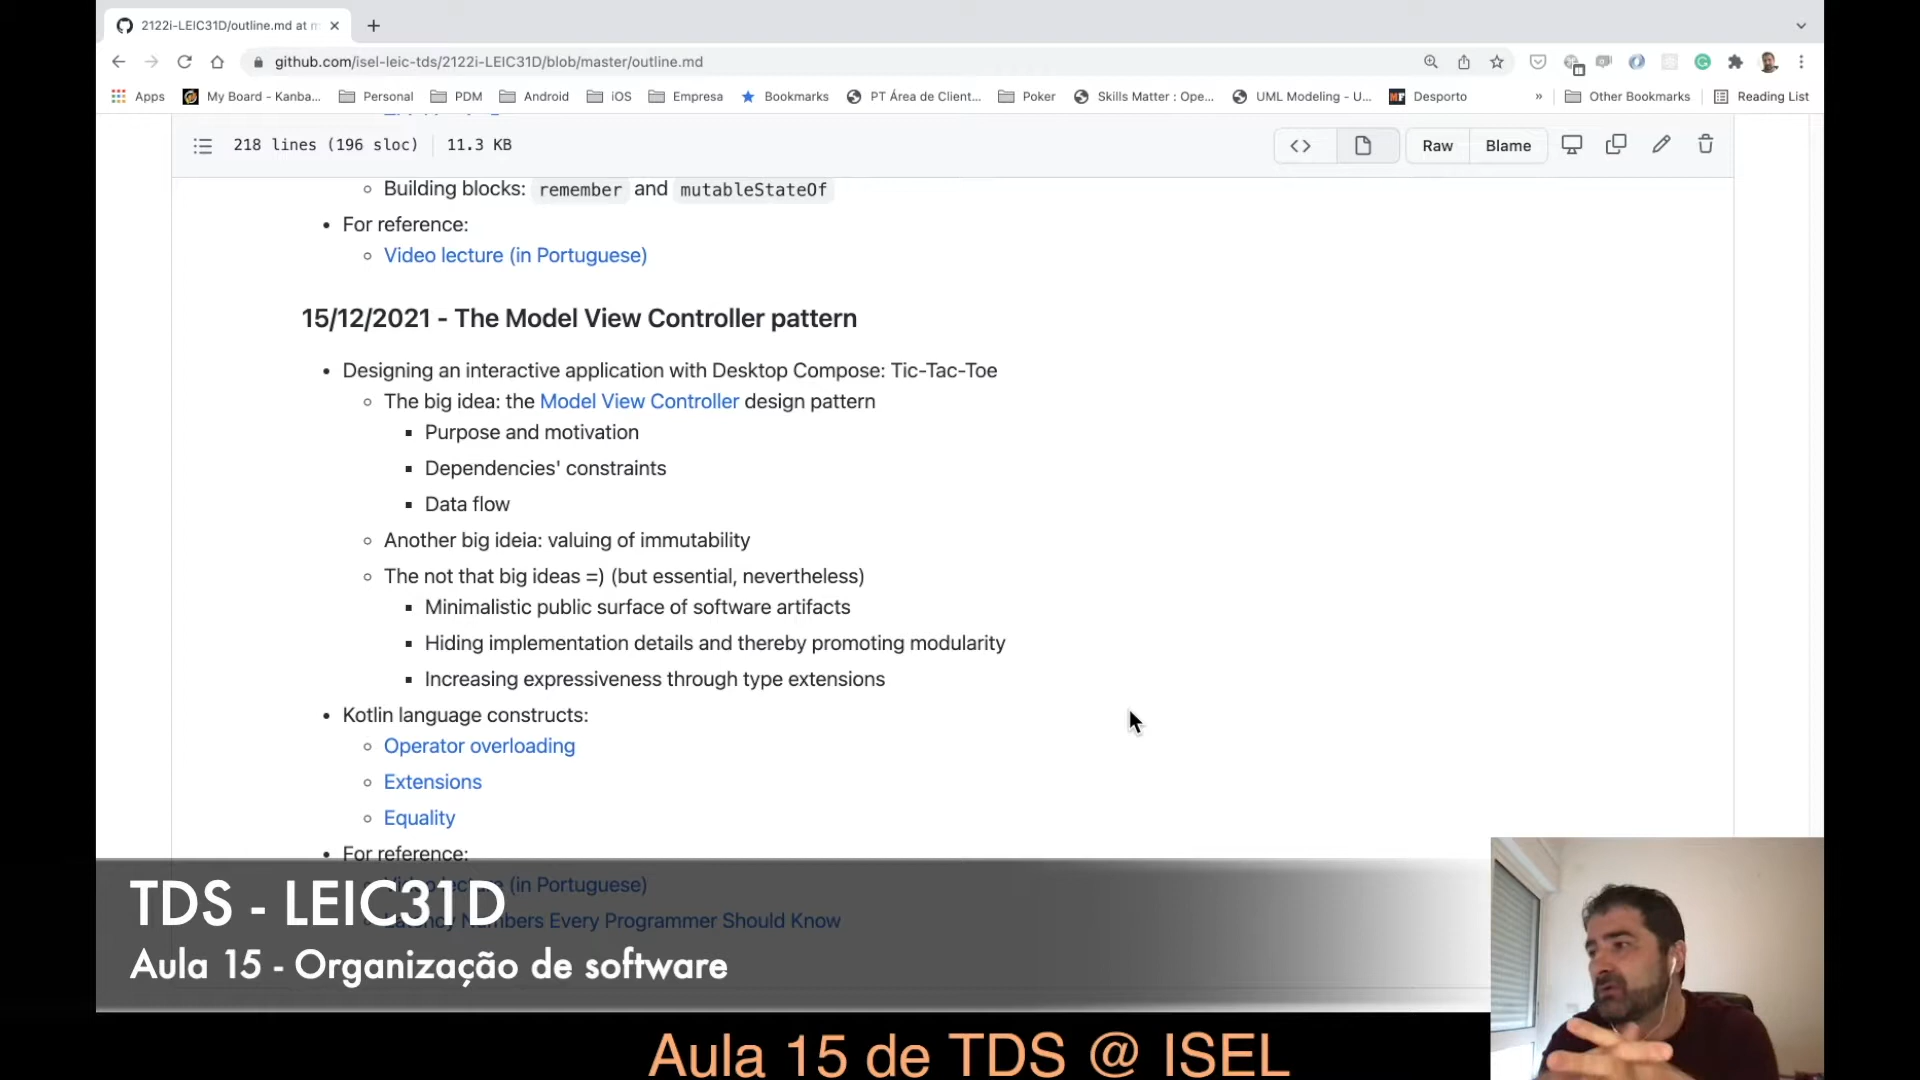 2122i-LEIC31D/outline.md at m
github.com/isel-leic-tds/2122i-LEIC31D/blob/master/outline.md
Apps My Board - Kanba... Personal PDM Android iOS Empresa Bookmarks PT Área de Client... Poker Skills Matter : Ope... UML Modeling - U... MF Desporto » Other Bookmarks Reading List
218 lines (196 sloc) 11.3 KB <> Raw Blame
Building blocks: remember and mutableStateOf
For reference:
Video lecture (in Portuguese)
15/12/2021 - The Model View Controller pattern
Designing an interactive application with Desktop Compose: Tic-Tac-Toe
The big idea: the Model View Controller design pattern
Purpose and motivation
Dependencies' constraints
Data flow
Another big ideia: valuing of immutability
The not that big ideas =) (but essential, nevertheless)
Minimalistic public surface of software artifacts
Hiding implementation details and thereby promoting modularity
Increasing expressiveness through type extensions
Kotlin language constructs:
Operator overloading
Extensions
Equality
For reference:
Video lecture (in Portuguese)
Latency Numbers Every Programmer Should Know
TDS - LEIC31D
Aula 15 - Organização de software
Aula 15 de TDS @ ISEL